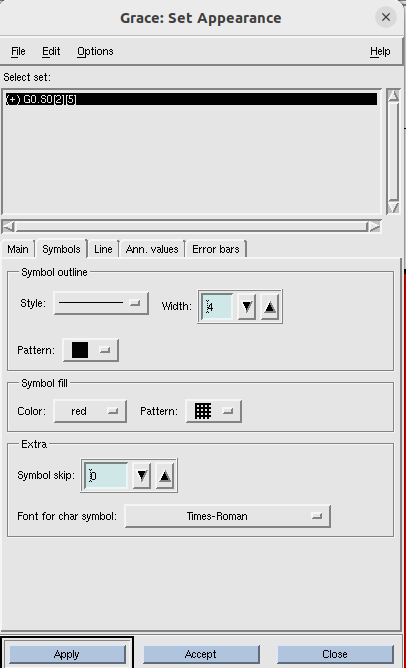 Grace: Set Appearance
File Edit Options Help
Select set:
(+) G0.S0[2][5]
Main Symbols Line Ann. values Error bars
Symbol outline
Style: Width: 4
Pattern:
Symbol fill
Color: red Pattern:
Extra
Symbol skip: 0
Font for char symbol: Times-Roman
Apply Accept Close